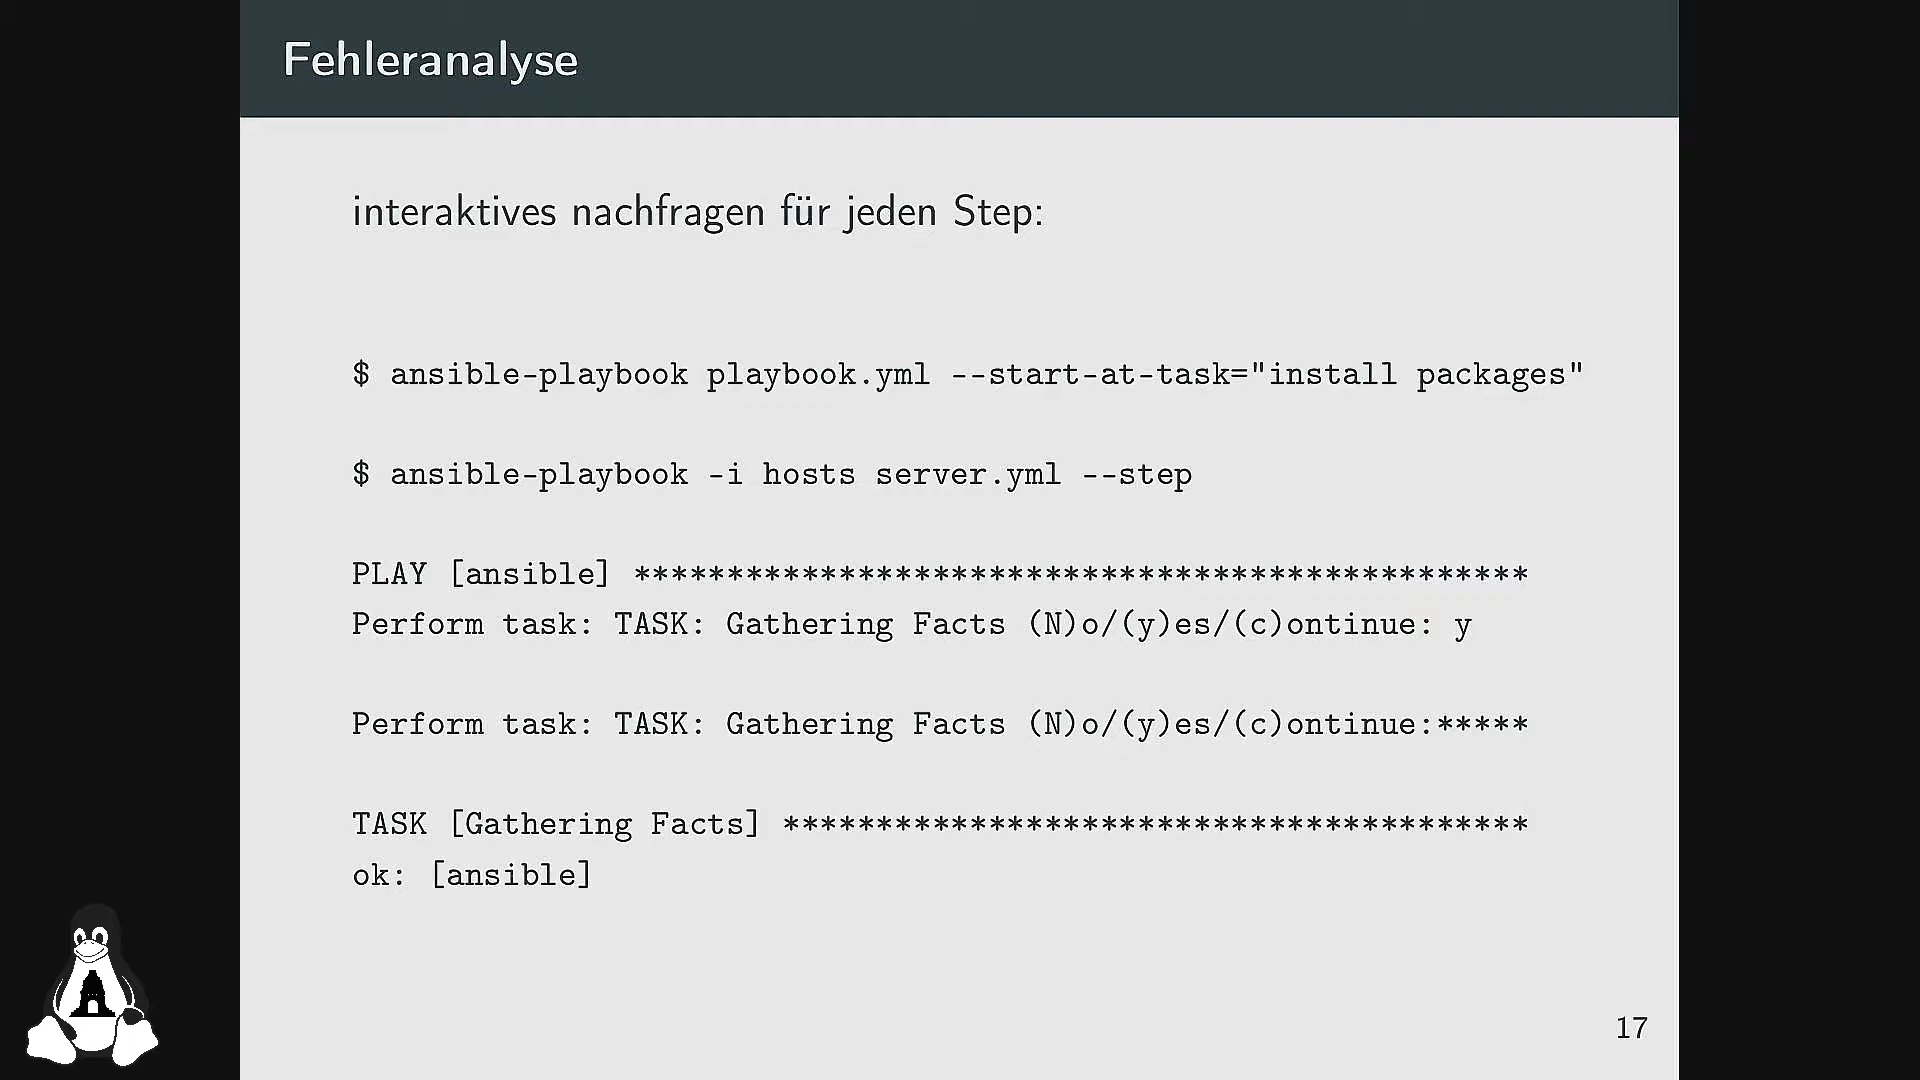 Fehleranalyse
interaktives nachfragen für jeden Step:
$ ansible-playbook playbook.yml --start-at-task="install packages"
$ ansible-playbook -i hosts server.yml --step
PLAY [ansible] ************************************************
Perform task: TASK: Gathering Facts (N)o/(y)es/(c)ontinue: y
Perform task: TASK: Gathering Facts (N)o/(y)es/(c)ontinue:*****
TASK [Gathering Facts] ****************************************
ok: [ansible]
17